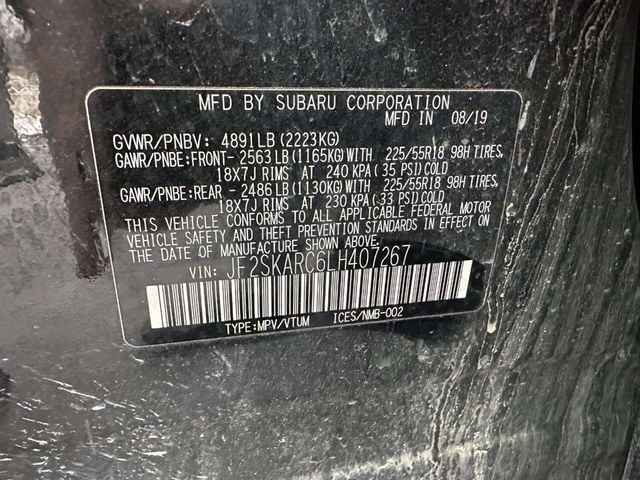 MFD BY SUBARU CORPORATION
MFD IN 08/19
GVWR/PNBV: 4891LB(2223KG)
GAWR/PNBE:FRONT- 2563LB(1165KG)WITH 225/55R18 98H TIRES,
18X7J RIMS AT 240 KPA( 35 PSI)COLD
GAWR/PNBE:REAR - 2486LB(1130KG)WITH 225/55R18 98H TIRES,
18X7J RIMS AT 230 KPA( 33 PSI)COLD
THIS VEHICLE CONFORMS TO ALL APPLICABLE FEDERAL MOTOR
VEHICLE SAFETY AND THEFT PREVENTION STANDARDS IN EFFECT ON
THE DATE OF MANUFACTURE SHOWN ABOVE.
VIN: JF2SKARC6LH407267
TYPE:MPV/VTUM ICES/NMB-002